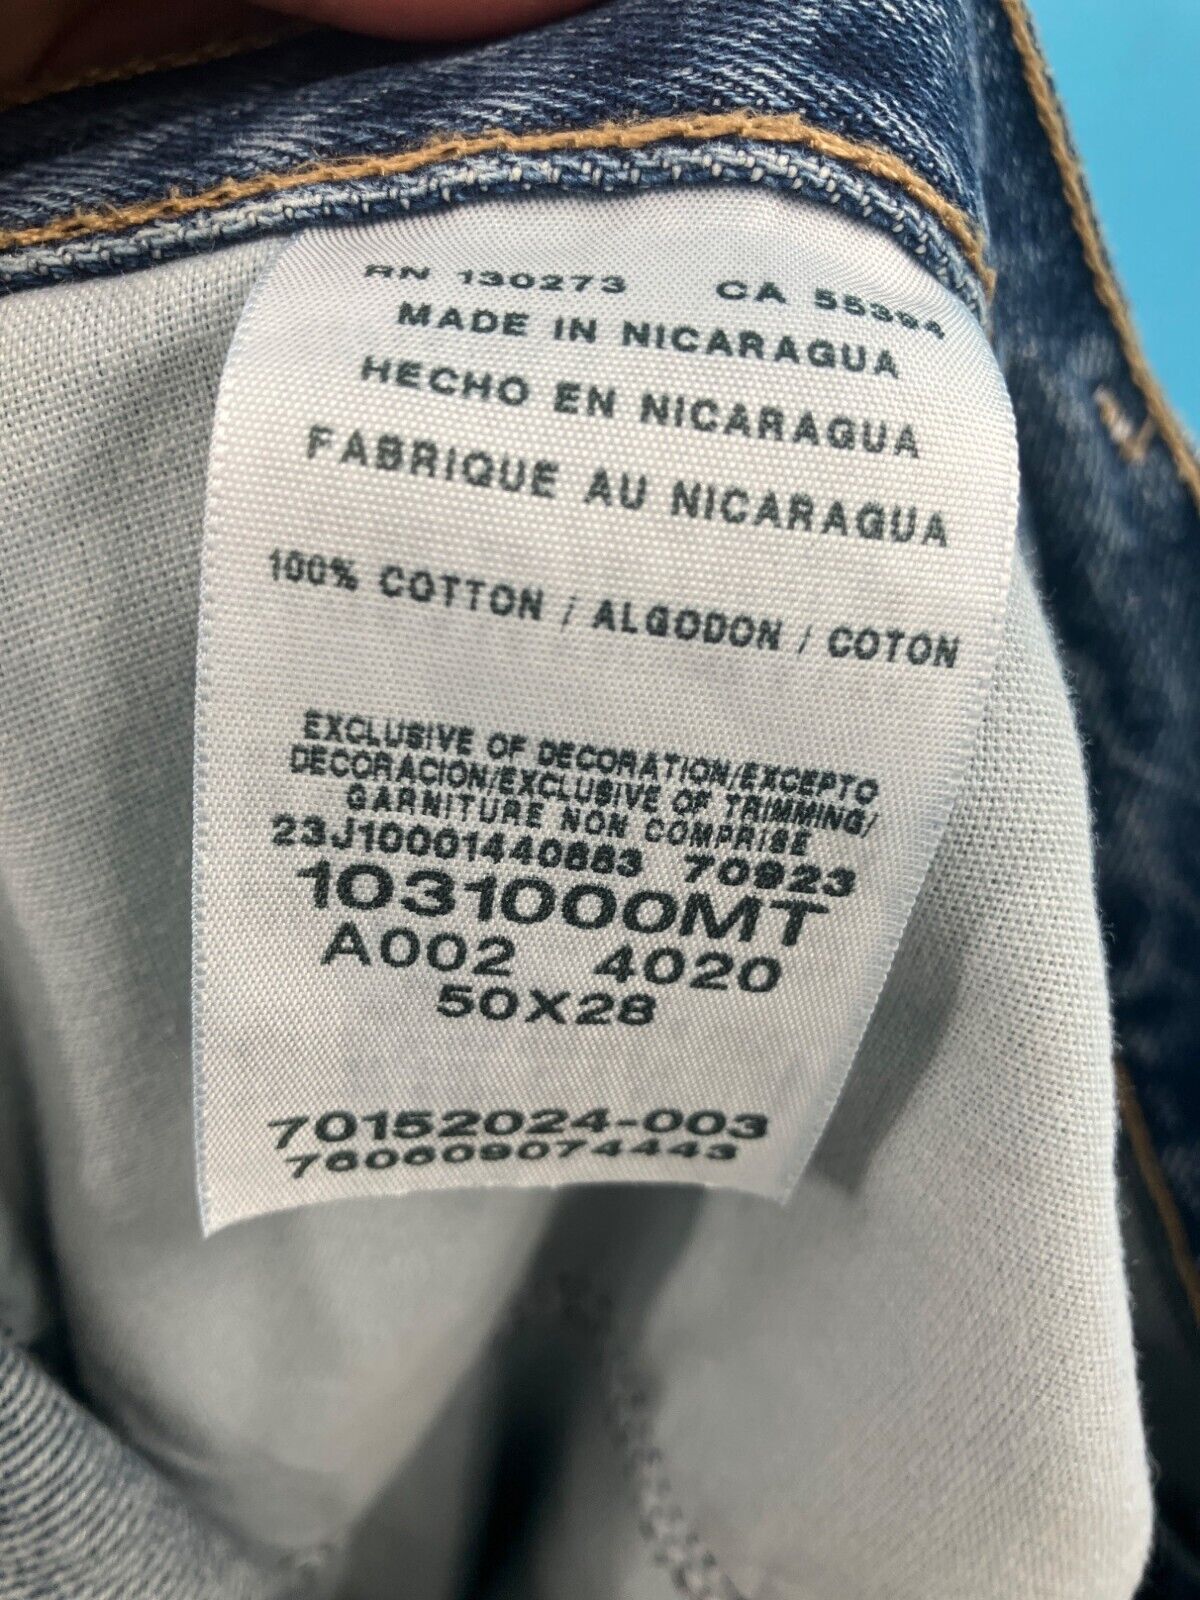 RN 130273 CA 55394
MADE IN NICARAGUA
HECHO EN NICARAGUA
FABRIQUE AU NICARAGUA
100% COTTON / ALGODON / COTON
EXCLUSIVE OF DECORATION/EXCEPTO
DECORACION/EXCLUSIVE OF TRIMMING/
GARNITURE NON COMPRISE
23J10001440883 70923
1031000MT
A002 4020
50X28
70152024-003
760609074443